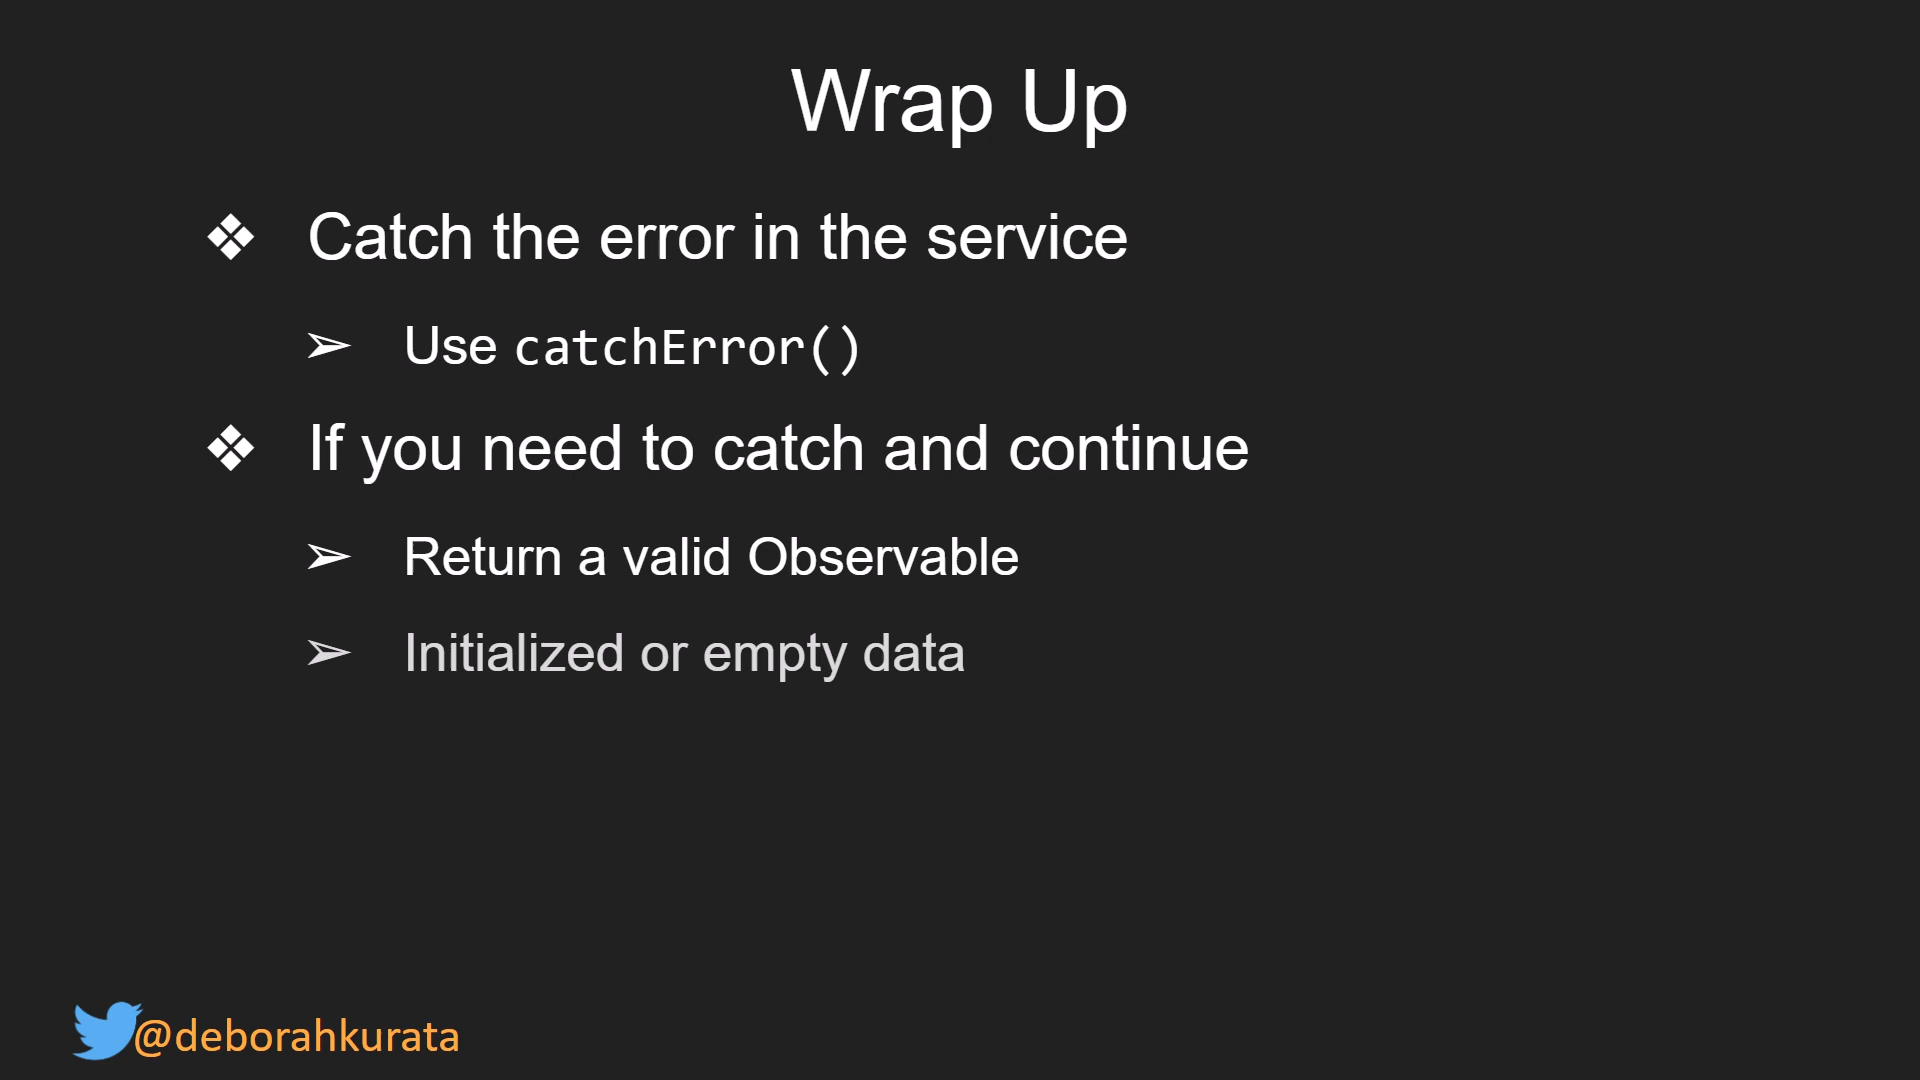 Wrap Up
❖ Catch the error in the service
➢ Use catchError()
❖ If you need to catch and continue
➢ Return a valid Observable
➢ Initialized or empty data
@deborahkurata